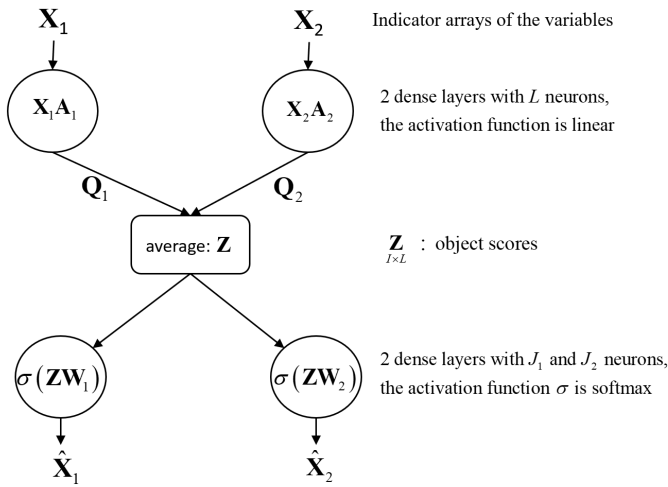 X₁ X₂ Indicator arrays of the variables
X₁A₁ X₂A₂ 2 dense layers with L neurons,
the activation function is linear
Q₁ Q₂
average: Z Z : object scores
I×L
σ(ZW₁) σ(ZW₂) 2 dense layers with J₁ and J₂ neurons,
the activation function σ is softmax
X̂₁ X̂₂